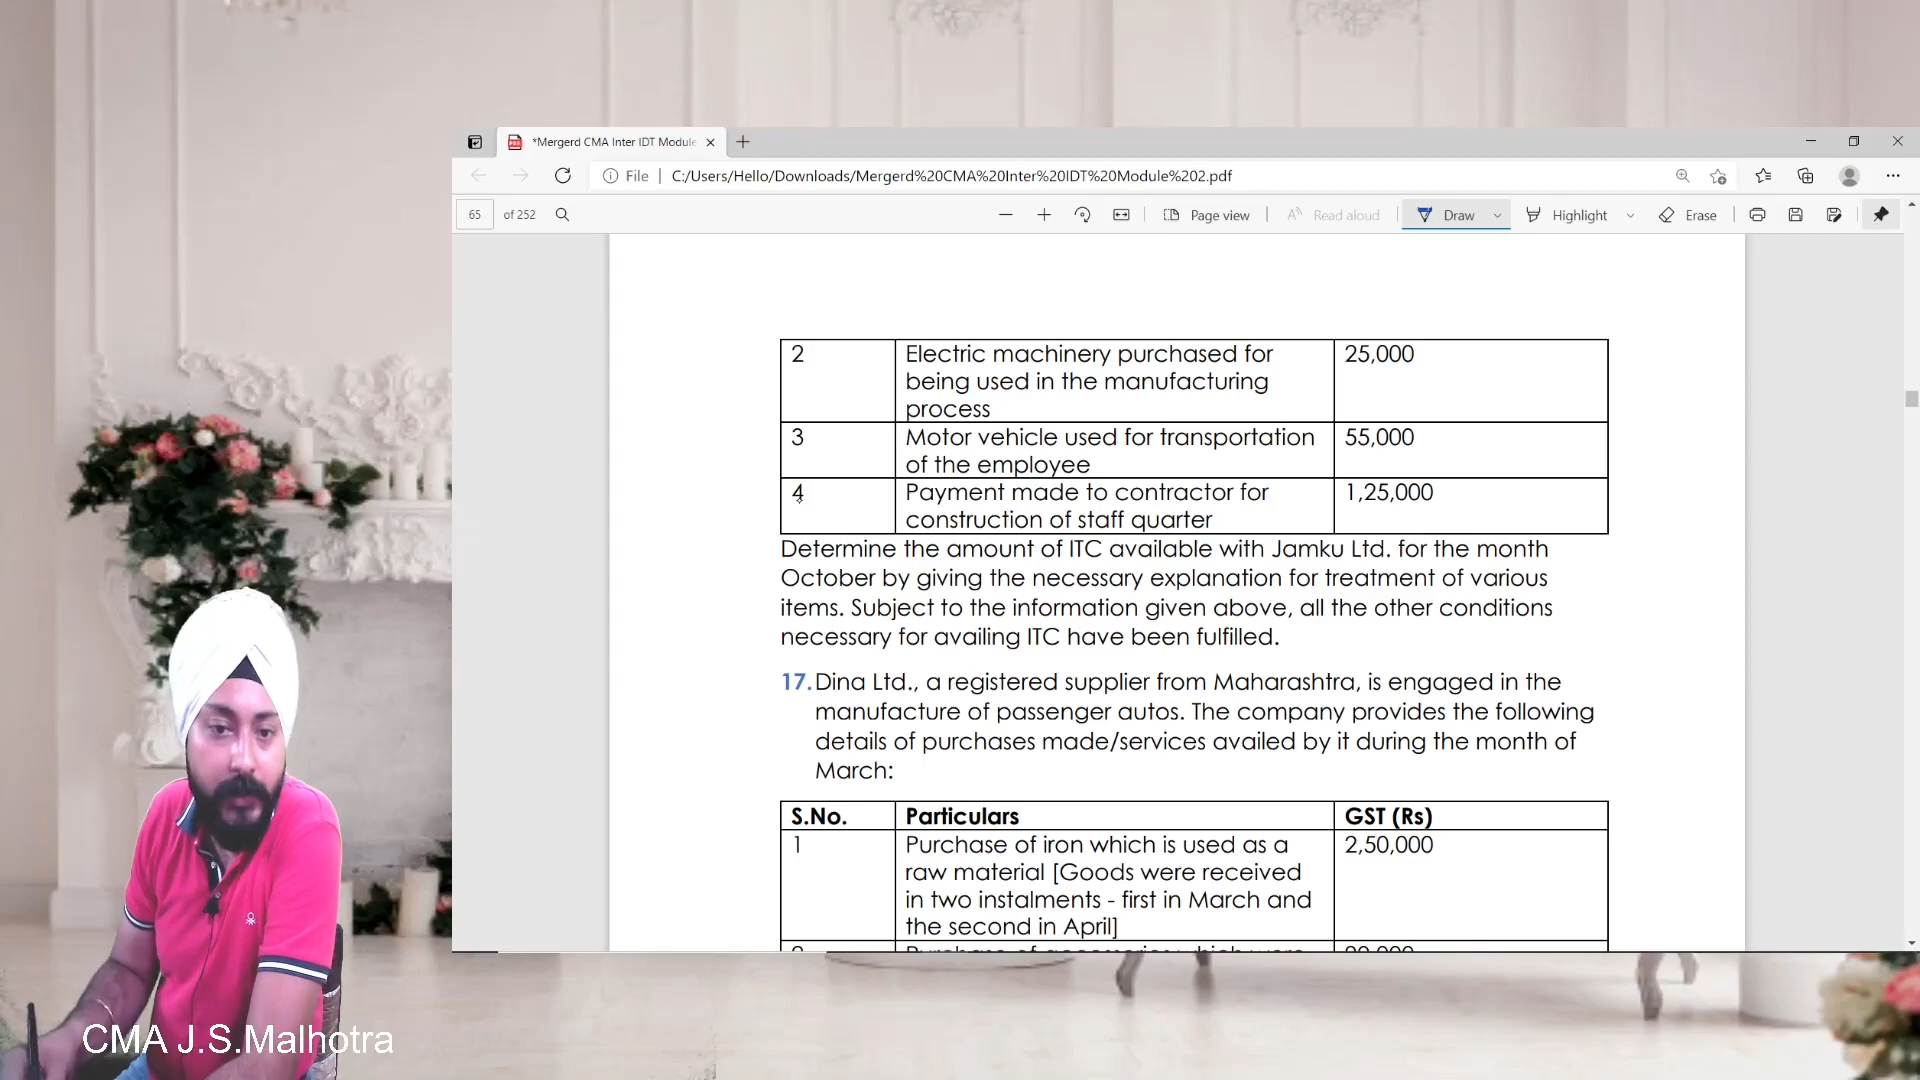 *Mergerd CMA Inter IDT Module
File | C:/Users/Hello/Downloads/Mergerd%20CMA%20Inter%20IDT%20Module%202.pdf
65 of 252
Page view
Read aloud
Draw
Highlight
Erase
2 Electric machinery purchased for 25,000
being used in the manufacturing
process
3 Motor vehicle used for transportation 55,000
of the employee
4 Payment made to contractor for 1,25,000
construction of staff quarter
Determine the amount of ITC available with Jamku Ltd. for the month
October by giving the necessary explanation for treatment of various
items. Subject to the information given above, all the other conditions
necessary for availing ITC have been fulfilled.
17. Dina Ltd., a registered supplier from Maharashtra, is engaged in the
manufacture of passenger autos. The company provides the following
details of purchases made/services availed by it during the month of
March:
S.No. Particulars GST (Rs)
1 Purchase of iron which is used as a 2,50,000
raw material [Goods were received
in two instalments - first in March and
the second in April]
CMA J.S.Malhotra